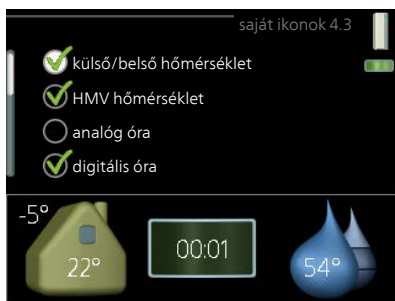 saját ikonok 4.3
külső/belső hőmérséklet
HMV hőmérséklet
analóg óra
digitális óra
-5°
22°
00:01
54°